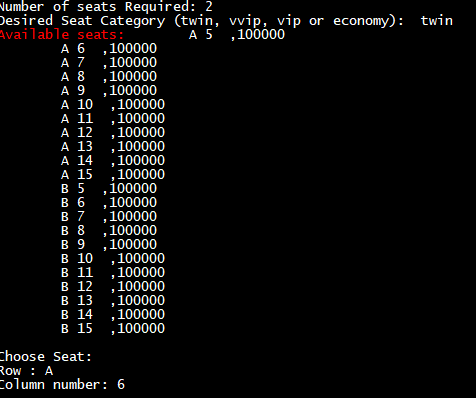 Number of seats Required: 2
Desired Seat Category (twin, vvip, vip or economy):  twin
Available seats:        A 5  ,100000
        A 6  ,100000
        A 7  ,100000
        A 8  ,100000
        A 9  ,100000
        A 10  ,100000
        A 11  ,100000
        A 12  ,100000
        A 13  ,100000
        A 14  ,100000
        A 15  ,100000
        B 5  ,100000
        B 6  ,100000
        B 7  ,100000
        B 8  ,100000
        B 9  ,100000
        B 10  ,100000
        B 11  ,100000
        B 12  ,100000
        B 13  ,100000
        B 14  ,100000
        B 15  ,100000
Choose Seat:
Row : A
Column number: 6